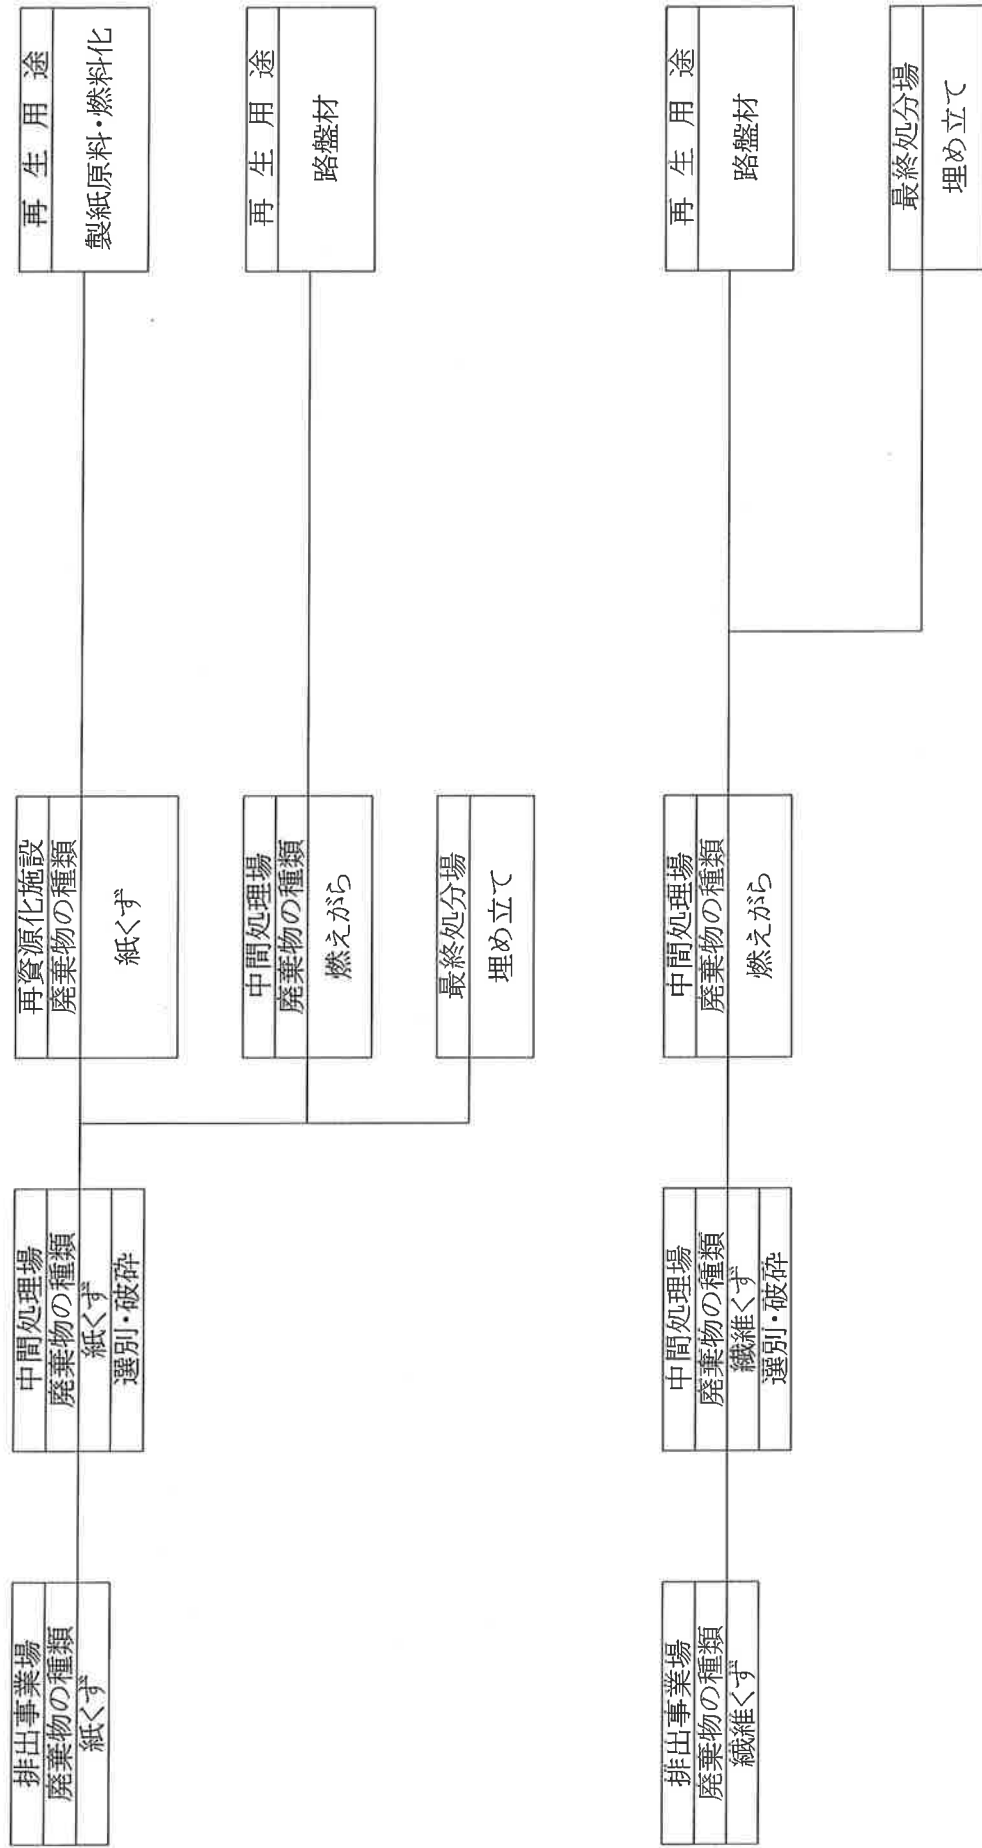 排出事業場
廃棄物の種類
紙くず
中間処理場
廃棄物の種類
紙くず
選別・破砕
再資源化施設
廃棄物の種類
紙くず
再生用途
製紙原料・燃料化
中間処理場
廃棄物の種類
燃えがら
再生用途
路盤材
最終処分場
埋め立て
排出事業場
廃棄物の種類
繊維くず
中間処理場
廃棄物の種類
繊維くず
選別・破砕
中間処理場
廃棄物の種類
燃えがら
再生用途
路盤材
最終処分場
埋め立て